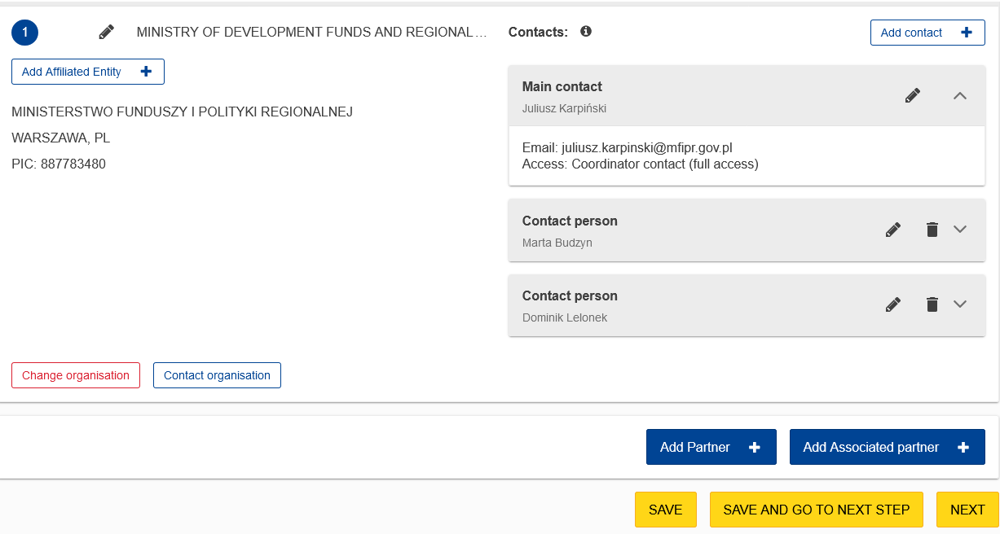 1
MINISTRY OF DEVELOPMENT FUNDS AND REGIONAL...
Add Affiliated Entity
MINISTERSTWO FUNDUSZY I POLITYKI REGIONALNEJ
WARSZAWA, PL
PIC: 887783480
Contacts:
Add contact
Main contact
Juliusz Karpiński
Email: juliusz.karpinski@mfipr.gov.pl
Access: Coordinator contact (full access)
Contact person
Marta Budzyn
Contact person
Dominik Lelonek
Change organisation
Contact organisation
Add Partner
Add Associated partner
SAVE
SAVE AND GO TO NEXT STEP
NEXT